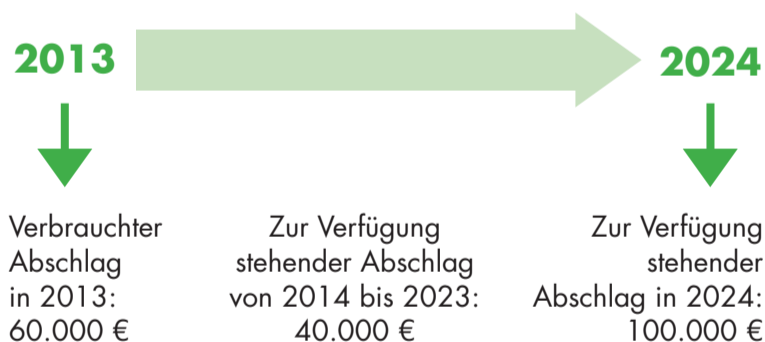 2013
2024
Verbrauchter
Abschlag
in 2013:
60.000 €
Zur Verfügung
stehender Abschlag
von 2014 bis 2023:
40.000 €
Zur Verfügung
stehender
Abschlag in 2024:
100.000 €